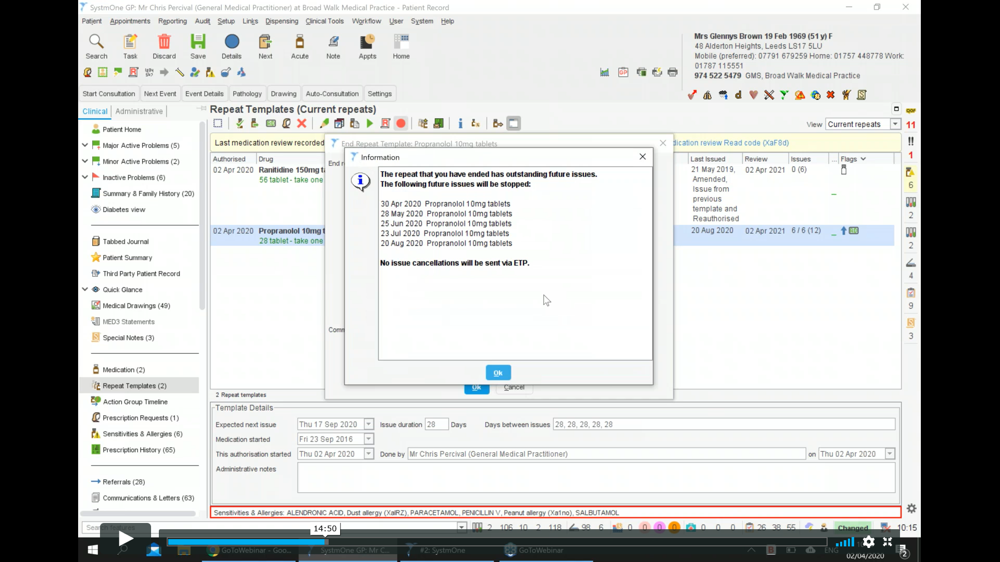 SystmOne GP: Mr Chris Percival (General Medical Practitioner) at Broad Walk Medical Practice - Patient Record
Patient Appointments Reporting Audit Setup Links Dispensing Clinical Tools Workflow User System Help
Search Task Discard Save Details Next Acute Note Appts Home
Mrs Glennys Brown 19 Feb 1969 (51 y) F
48 Alderton Heights, Leeds LS17 5LU
Mobile (preferred): 07791 679259 Home: 01757 448778 Work:
01787 115551
974 522 5479 GMS, Broad Walk Medical Practice
Start Consultation Next Event Event Details Pathology Drawing Auto-Consultation Settings
Clinical Administrative
Repeat Templates (Current repeats)
View Current repeats
Last medication review recorded
dication review Read code (XaF8d)
QOF
11
!!
1
6
2
2
4
9
3
Patient Home
Major Active Problems (5)
Minor Active Problems (2)
Inactive Problems (6)
Summary & Family History (20)
Diabetes view
Tabbed Journal
Patient Summary
Third Party Patient Record
Quick Glance
Medical Drawings (49)
MED3 Statements
Special Notes (3)
Medication (2)
Repeat Templates (2)
Action Group Timeline
Prescription Requests (1)
Sensitivities & Allergies (6)
Prescription History (65)
Referrals (28)
Communications & Letters (63)
Authorised Drug Last Issued Review Issues ... Flags
02 Apr 2020 Ranitidine 150mg ta
56 tablet - take one
21 May 2019,
Amended,
Issue from
previous
template and
Reauthorised
02 Apr 2021 0 (6)
02 Apr 2020 Propranolol 10mg t
28 tablet - take one
20 Aug 2020 02 Apr 2021 6 / 6 (12)
End Repeat Template: Propranolol 10mg tablets
End r
Comm
Ok Cancel
Information
The repeat that you have ended has outstanding future issues.
The following future issues will be stopped:
30 Apr 2020 Propranolol 10mg tablets
28 May 2020 Propranolol 10mg tablets
25 Jun 2020 Propranolol 10mg tablets
23 Jul 2020 Propranolol 10mg tablets
20 Aug 2020 Propranolol 10mg tablets
No issue cancellations will be sent via ETP.
Ok
2 Repeat templates
Template Details
Expected next issue Thu 17 Sep 2020 Issue duration 28 Days Days between issues 28, 28, 28, 28, 28
Medication started Fri 23 Sep 2016
This authorisation started Thu 02 Apr 2020 Done by Mr Chris Percival (General Medical Practitioner) on Thu 02 Apr 2020
Administrative notes
Sensitivities & Allergies: ALENDRONIC ACID, Dust allergy (XaIRZ), PARACETAMOL, PENICILLIN V, Peanut allergy (Xa1no), SALBUTAMOL
Search features 2 106 10 2 118 98 6 0 0 0 0 0 0 0 26 38 55 Changed 10:15
14:50
GoToWebinar - Goo... SystmOne GP: Mr C... #2: SystmOne GoToWebinar ENG
02/04/2020 2